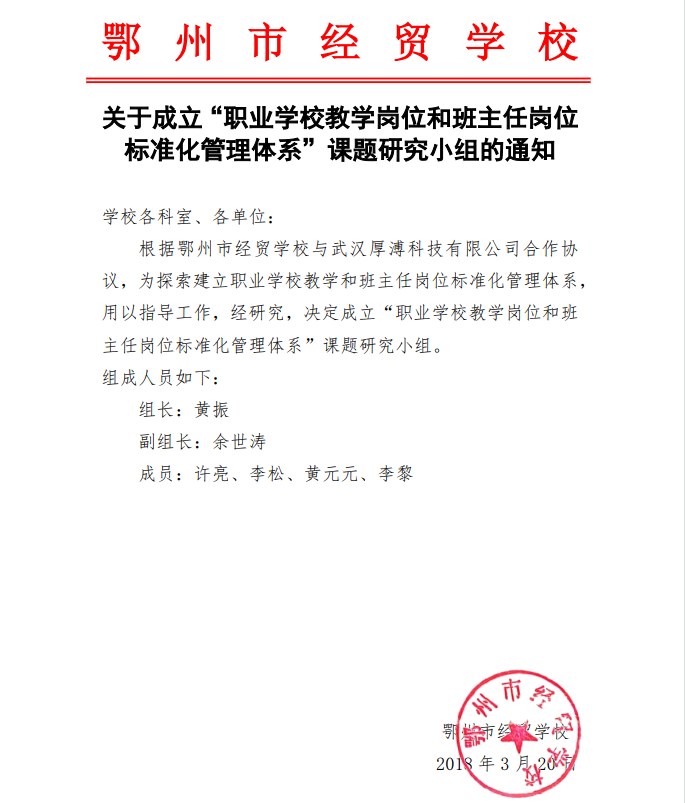 鄂州市经贸学校
关于成立“职业学校教学岗位和班主任岗位
标准化管理体系”课题研究小组的通知
学校各科室、各单位：
根据鄂州市经贸学校与武汉厚溥科技有限公司合作协
议，为探索建立职业学校教学和班主任岗位标准化管理体系，
用以指导工作，经研究，决定成立“职业学校教学岗位和班
主任岗位标准化管理体系”课题研究小组。
组成人员如下：
组长：黄振
副组长：余世涛
成员：许亮、李松、黄元元、李黎
鄂州市经贸学校
2018 年 3 月 20 日
鄂州市经贸学校